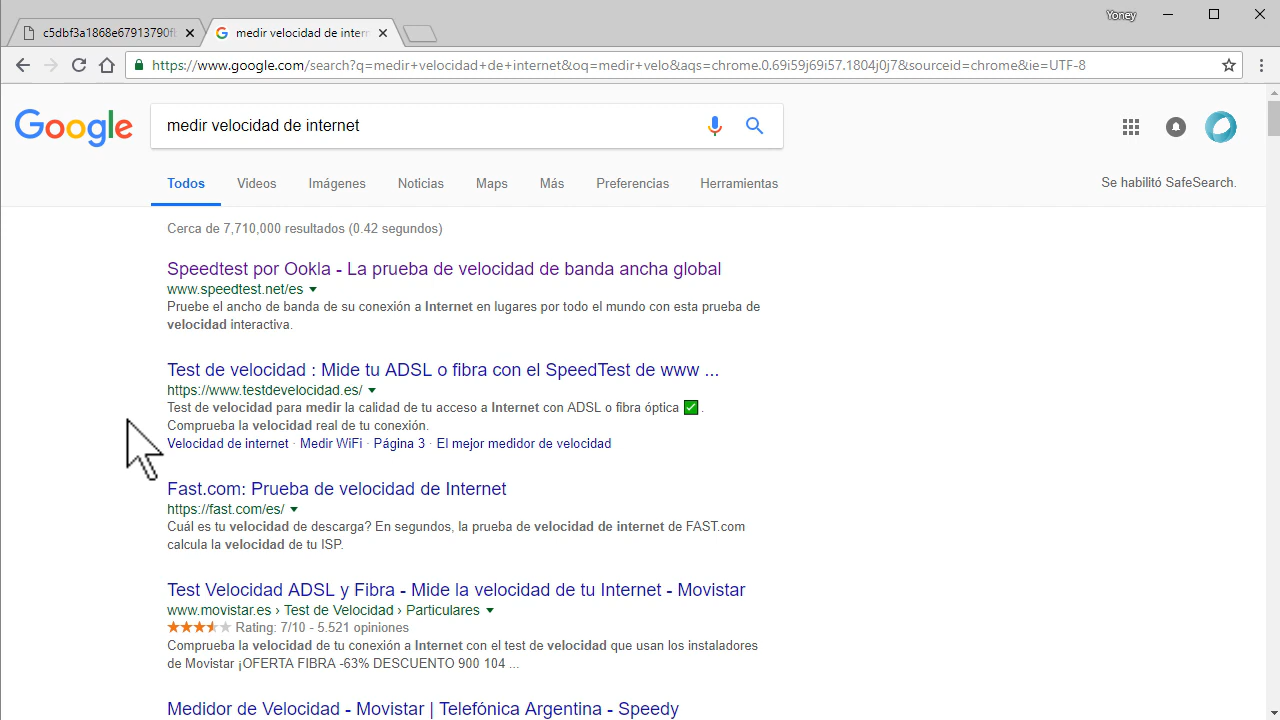 Yoney
c5dbf3a1868e67913790f
medir velocidad de inter
https://www.google.com/search?q=medir+velocidad+de+internet&oq=medir+velo&aqs=chrome.0.69i59j69i57.1804j0j7&sourceid=chrome&ie=UTF-8
Google
medir velocidad de internet
Todos Videos Imágenes Noticias Maps Más Preferencias Herramientas Se habilitó SafeSearch.
Cerca de 7,710,000 resultados (0.42 segundos)
Speedtest por Ookla - La prueba de velocidad de banda ancha global
www.speedtest.net/es
Pruebe el ancho de banda de su conexión a Internet en lugares por todo el mundo con esta prueba de
velocidad interactiva.
Test de velocidad : Mide tu ADSL o fibra con el SpeedTest de www ...
https://www.testdevelocidad.es/
Test de velocidad para medir la calidad de tu acceso a Internet con ADSL o fibra óptica ✅ .
Comprueba la velocidad real de tu conexión.
Velocidad de internet · Medir WiFi · Página 3 · El mejor medidor de velocidad
Fast.com: Prueba de velocidad de Internet
https://fast.com/es/
Cuál es tu velocidad de descarga? En segundos, la prueba de velocidad de internet de FAST.com
calcula la velocidad de tu ISP.
Test Velocidad ADSL y Fibra - Mide la velocidad de tu Internet - Movistar
www.movistar.es › Test de Velocidad › Particulares
Rating: 7/10 - 5.521 opiniones
Comprueba la velocidad de tu conexión a Internet con el test de velocidad que usan los instaladores
de Movistar ¡OFERTA FIBRA -63% DESCUENTO 900 104 ...
Medidor de Velocidad - Movistar | Telefónica Argentina - Speedy